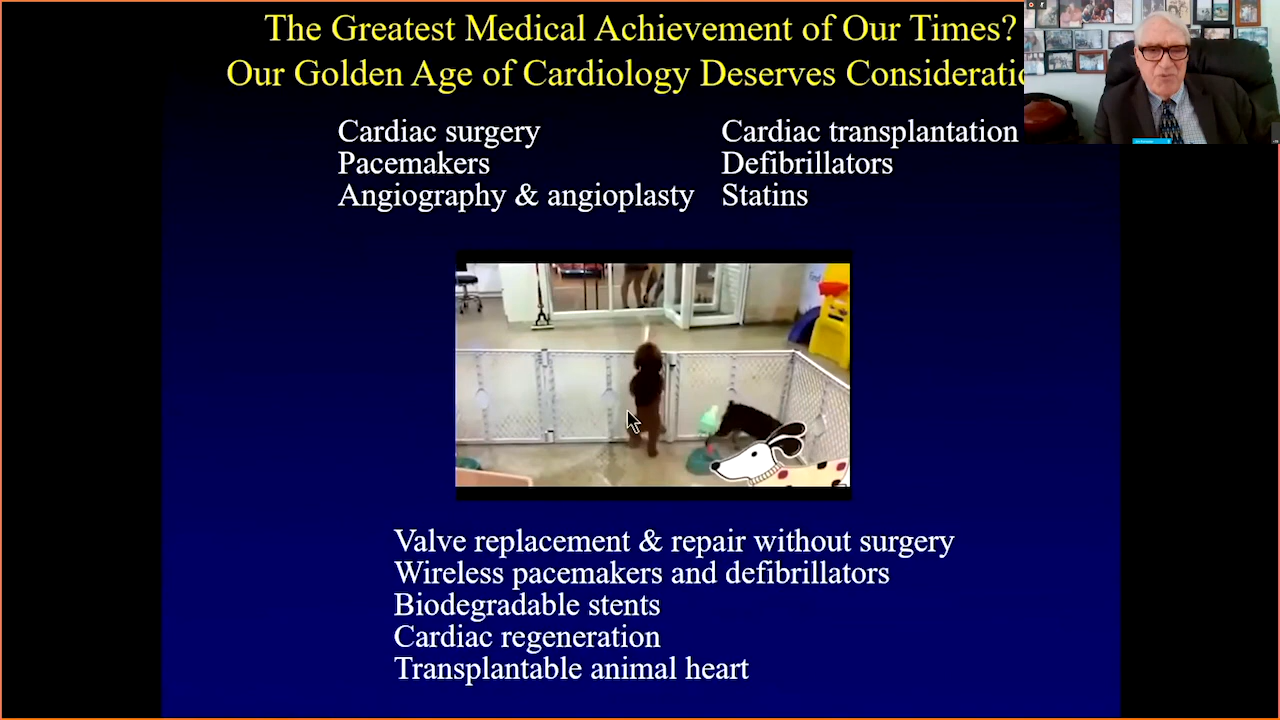 The Greatest Medical Achievement of Our Times?
Our Golden Age of Cardiology Deserves Consideratio
Cardiac surgery
Pacemakers
Angiography & angioplasty
Cardiac transplantation
Defibrillators
Statins
Valve replacement & repair without surgery
Wireless pacemakers and defibrillators
Biodegradable stents
Cardiac regeneration
Transplantable animal heart